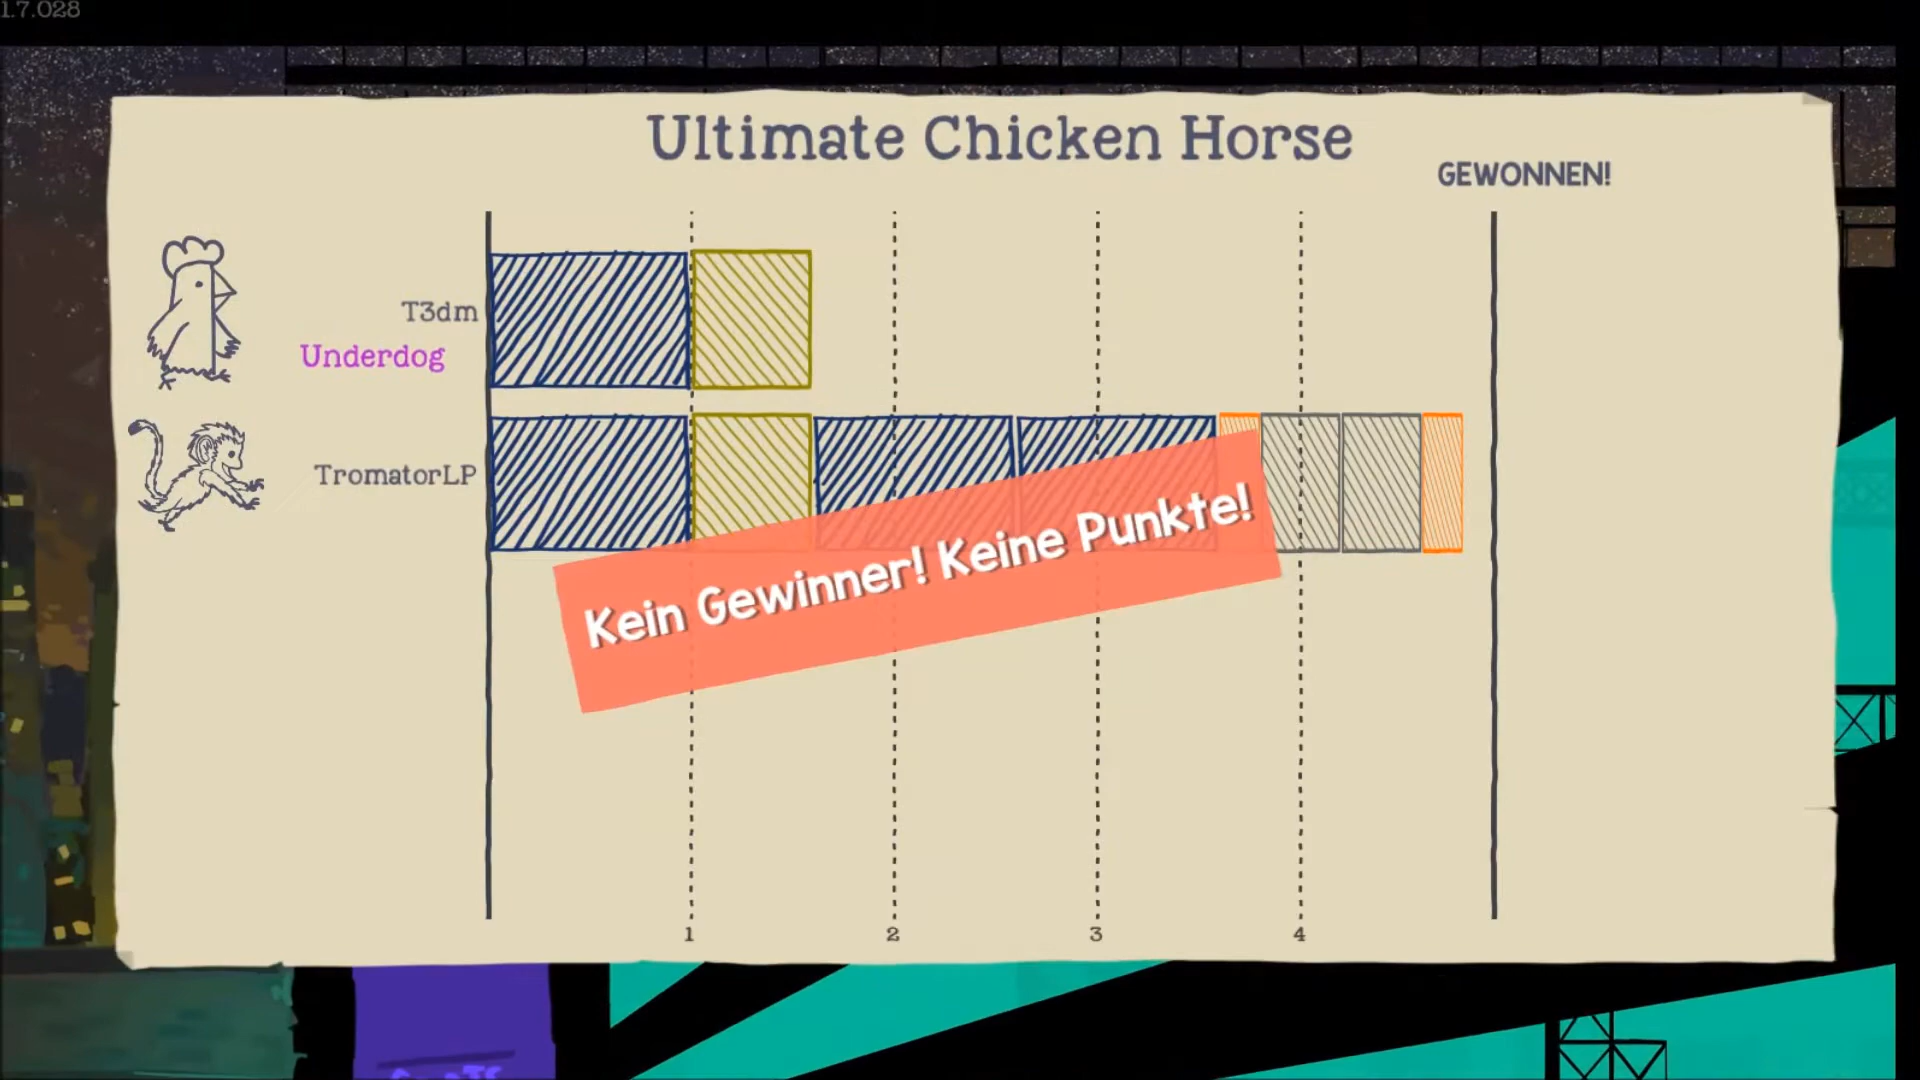 1.7.028
Ultimate Chicken Horse
GEWONNEN!
T3dm
Underdog
TromatorLP
Kein Gewinner! Keine Punkte!
1 2 3 4